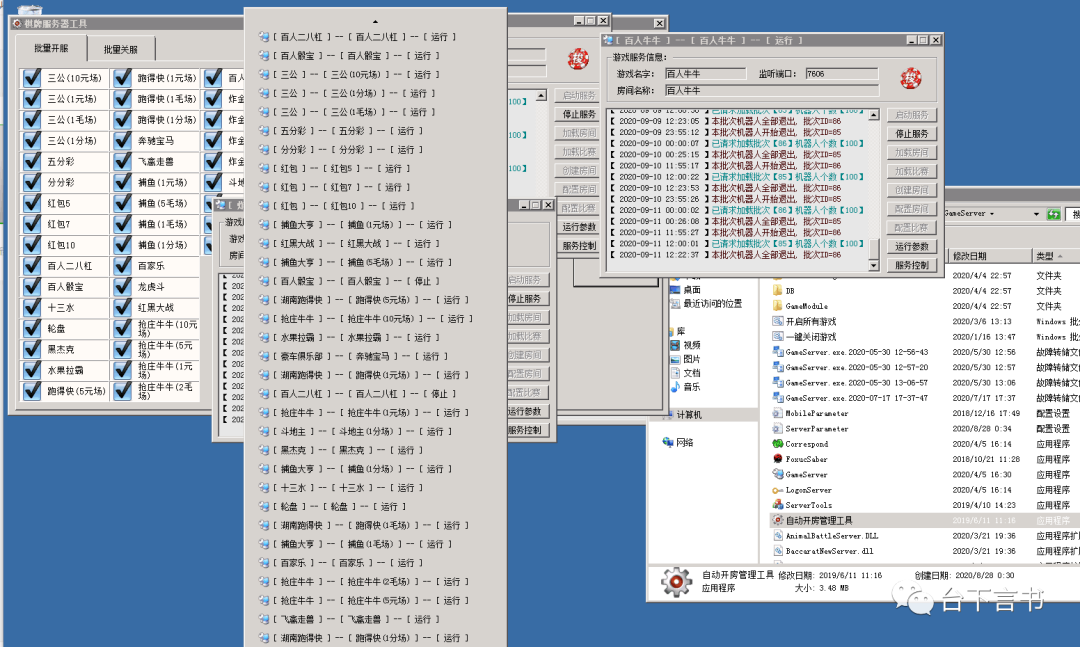 棋牌服务器工具
批量开服
批量关服
三公(10元场)
三公(1元场)
三公(1毛场)
三公(1分场)
五分彩
分分彩
红包5
红包7
红包10
百人二八杠
百人骰宝
十三水
轮盘
黑杰克
水果拉霸
跑得快(5元场)
跑得快(1元场)
跑得快(1毛场)
跑得快(1分场)
奔驰宝马
飞禽走兽
捕鱼(1元场)
捕鱼(5毛场)
捕鱼(1毛场)
捕鱼(1分场)
百家乐
龙虎斗
红黑大战
抢庄牛牛(10元场)
抢庄牛牛(5元场)
抢庄牛牛(1元场)
抢庄牛牛(2毛场)
[ 百人二八杠 ] -- [ 百人二八杠 ] -- [ 运行 ]
[ 百人骰宝 ] -- [ 百人骰宝 ] -- [ 运行 ]
[ 三公 ] -- [ 三公(10元场) ] -- [ 运行 ]
[ 三公 ] -- [ 三公(1分场) ] -- [ 运行 ]
[ 三公 ] -- [ 三公(1毛场) ] -- [ 运行 ]
[ 五分彩 ] -- [ 五分彩 ] -- [ 运行 ]
[ 分分彩 ] -- [ 分分彩 ] -- [ 运行 ]
[ 红包 ] -- [ 红包5 ] -- [ 运行 ]
[ 红包 ] -- [ 红包7 ] -- [ 运行 ]
[ 红包 ] -- [ 红包10 ] -- [ 运行 ]
[ 捕鱼大亨 ] -- [ 捕鱼(1元场) ] -- [ 运行 ]
[ 红黑大战 ] -- [ 红黑大战 ] -- [ 运行 ]
[ 捕鱼大亨 ] -- [ 捕鱼(5毛场) ] -- [ 运行 ]
[ 百人骰宝 ] -- [ 百人骰宝 ] -- [ 停止 ]
[ 湖南跑得快 ] -- [ 跑得快(5元场) ] -- [ 运行 ]
[ 抢庄牛牛 ] -- [ 抢庄牛牛(10元场) ] -- [ 运行 ]
[ 水果拉霸 ] -- [ 水果拉霸 ] -- [ 运行 ]
[ 豪车俱乐部 ] -- [ 奔驰宝马 ] -- [ 运行 ]
[ 湖南跑得快 ] -- [ 跑得快(1元场) ] -- [ 运行 ]
[ 百人二八杠 ] -- [ 百人二八杠 ] -- [ 停止 ]
[ 抢庄牛牛 ] -- [ 抢庄牛牛(1元场) ] -- [ 运行 ]
[ 斗地主 ] -- [ 斗地主(1分场) ] -- [ 运行 ]
[ 黑杰克 ] -- [ 黑杰克 ] -- [ 运行 ]
[ 捕鱼大亨 ] -- [ 捕鱼(1分场) ] -- [ 运行 ]
[ 十三水 ] -- [ 十三水 ] -- [ 运行 ]
[ 轮盘 ] -- [ 轮盘 ] -- [ 运行 ]
[ 湖南跑得快 ] -- [ 跑得快(1毛场) ] -- [ 运行 ]
[ 捕鱼大亨 ] -- [ 捕鱼(1毛场) ] -- [ 运行 ]
[ 百家乐 ] -- [ 百家乐 ] -- [ 运行 ]
[ 抢庄牛牛 ] -- [ 抢庄牛牛(2毛场) ] -- [ 运行 ]
[ 抢庄牛牛 ] -- [ 抢庄牛牛(5元场) ] -- [ 运行 ]
[ 飞禽走兽 ] -- [ 飞禽走兽 ] -- [ 运行 ]
[ 湖南跑得快 ] -- [ 跑得快(1分场) ] -- [ 运行 ]
启动服务
停止服务
加载房间
加载比赛
创建房间
配置房间
配置比赛
运行参数
服务控制
[ 百人牛牛 ] -- [ 百人牛牛 ] -- [ 运行 ]
游戏服务信息:
游戏名字: 百人牛牛 监听端口: 7606
房间名称: 百人牛牛
【 2020-09-09 12:23:05 】本批次机器人全部退出, 批次ID=86
【 2020-09-09 23:55:12 】本批次机器人开始退出, 批次ID=85
【 2020-09-10 00:00:07 】已请求加载批次【86】机器人个数【100】
【 2020-09-10 00:25:15 】本批次机器人全部退出, 批次ID=85
【 2020-09-10 11:55:17 】本批次机器人开始退出, 批次ID=86
【 2020-09-10 12:00:22 】已请求加载批次【85】机器人个数【100】
【 2020-09-10 12:23:53 】本批次机器人全部退出, 批次ID=86
【 2020-09-10 23:55:26 】本批次机器人开始退出, 批次ID=85
【 2020-09-11 00:00:02 】已请求加载批次【86】机器人个数【100】
【 2020-09-11 00:26:08 】本批次机器人全部退出, 批次ID=85
【 2020-09-11 11:55:27 】本批次机器人开始退出, 批次ID=86
【 2020-09-11 12:00:01 】已请求加载批次【85】机器人个数【100】
【 2020-09-11 12:22:37 】本批次机器人全部退出, 批次ID=86
启动服务
停止服务
加载房间
加载比赛
创建房间
配置房间
配置比赛
运行参数
服务控制
GameServer
修改日期 类型
桌面
最近访问的位置
库
视频
图片
文档
音乐
计算机
网络
2020/4/4 22:57 文件夹
DB 2020/4/4 22:57 文件夹
GameModule 2020/4/4 22:57 文件夹
开启所有游戏 2020/3/6 13:13 Windows 批
一键关闭游戏 2020/1/16 13:47 Windows 批
GameServer.exe.2020-05-30 12-56-43 2020/5/30 12:56 故障转储文
GameServer.exe.2020-05-30 12-57-20 2020/5/30 12:57 故障转储文
GameServer.exe.2020-05-30 13-06-57 2020/5/30 13:06 故障转储文
GameServer.exe.2020-07-17 17-37-47 2020/7/17 17:37 故障转储文
MobileParameter 2018/12/16 17:49 配置设置
ServerParameter 2020/8/28 0:34 配置设置
Correspond 2020/4/5 16:14 应用程序
FoxucSaber 2018/10/21 11:28 应用程序
GameServer 2020/4/5 16:30 应用程序
LogonServer 2020/4/5 16:14 应用程序
ServerTools 2019/4/10 14:23 应用程序
自动开房管理工具 2019/6/11 11:16 应用程序
AnimalBattleServer.DLL 2020/3/21 19:36 应用程序扩
BaccaratNewServer.dll 2020/3/21 19:36 应用程序扩
自动开房管理工具 修改日期: 2019/6/11 11:16 创建日期: 2020/8/28 0:30
应用程序 大小: 3.48 MB
台下言书